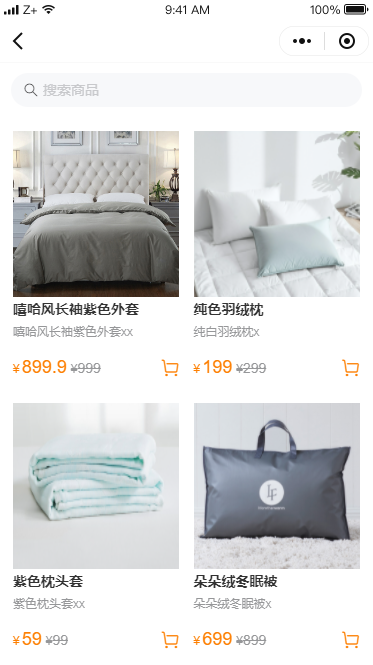 Z+ 9:41 AM 100%
搜索商品
嘻哈风长袖紫色外套
纯色羽绒枕
嘻哈风长袖紫色外套xx
纯白羽绒枕x
¥899.9 ¥999
¥199 ¥299
LF
紫色枕头套
朵朵绒冬眠被
紫色枕头套xx
朵朵绒冬眠被x
¥59 ¥99
¥699 ¥899